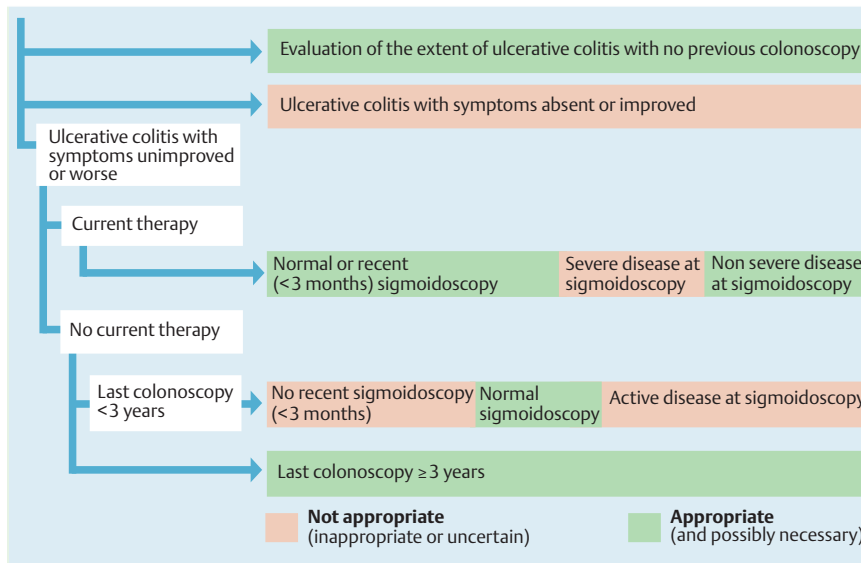 Evaluation of the extent of ulcerative colitis with no previous colonoscopy
Ulcerative colitis with symptoms absent or improved
Ulcerative colitis with
symptoms unimproved
or worse
Current therapy
Normal or recent
(<3 months) sigmoidoscopy
Severe disease at
sigmoidoscopy
Non severe disease
at sigmoidoscopy
No current therapy
Last colonoscopy
<3 years
No recent sigmoidoscopy
(<3 months)
Normal
sigmoidoscopy
Active disease at sigmoidoscopy
Last colonoscopy ≥3 years
Not appropriate
(inappropriate or uncertain)
Appropriate
(and possibly necessary)